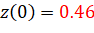 z(0) = 0.46